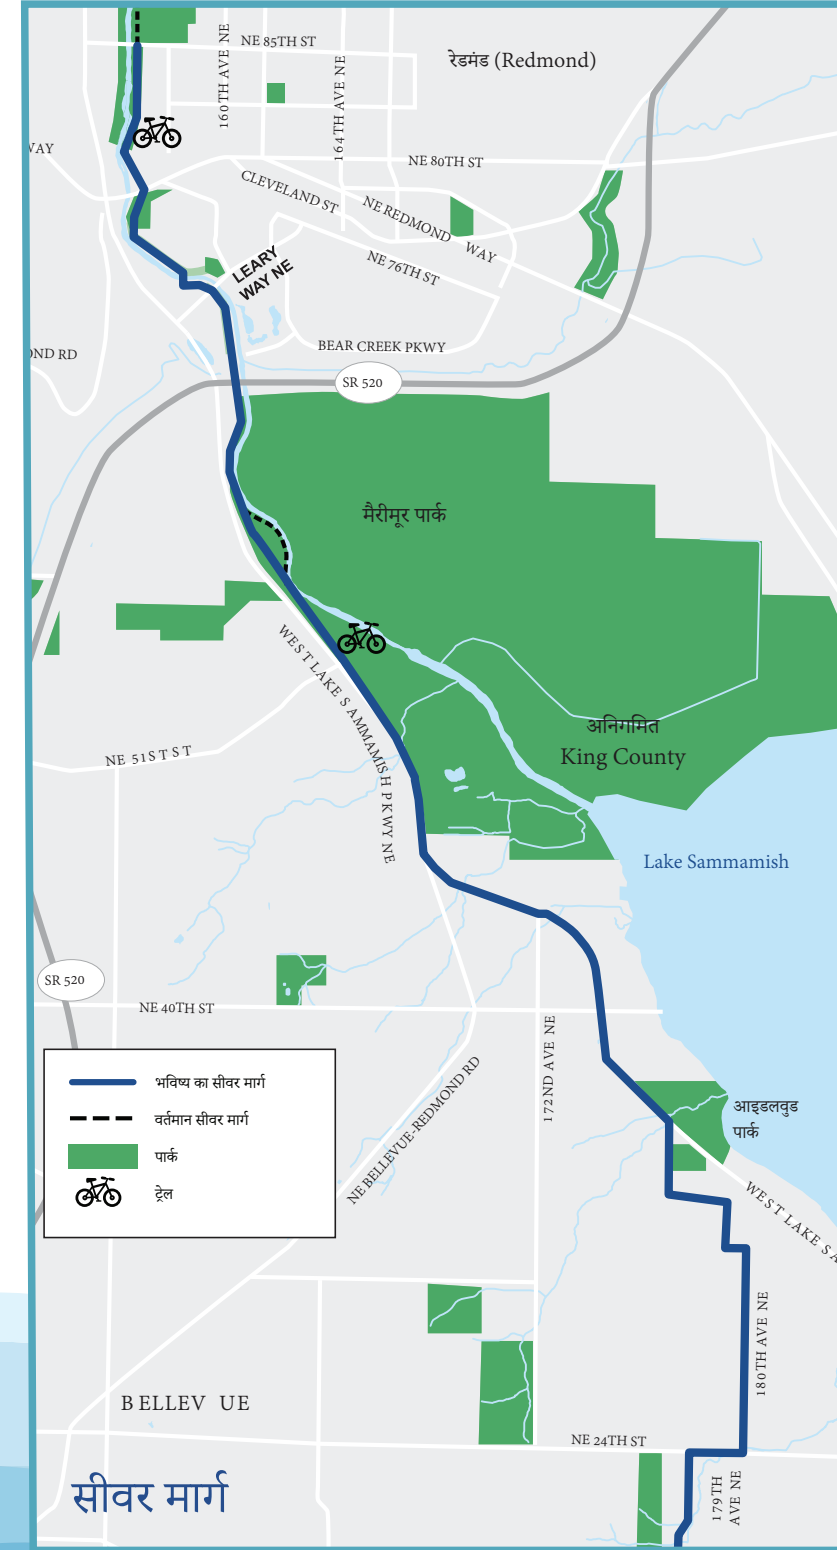 160TH AVE NE
NE 85TH ST
164TH AVE NE
रेडमंड (Redmond)
WAY
NE 80TH ST
CLEVELAND ST
NE REDMOND WAY
LEARY
WAY NE
NE 76TH ST
OND RD
BEAR CREEK PKWY
SR 520
मैरीमूर पार्क
WEST LAKE SAMMAMISH PKWY NE
अनिगमित
King County
NE 51ST ST
Lake Sammamish
SR 520
NE 40TH ST
172ND AVE NE
NE BELLEVUE-REDMOND RD
भविष्य का सीवर मार्ग
वर्तमान सीवर मार्ग
पार्क
ट्रेल
आइडलवुड
पार्क
WEST LAKE SA
180TH AVE NE
BELLEVUE
NE 24TH ST
179TH
AVE NE
सीवर मार्ग